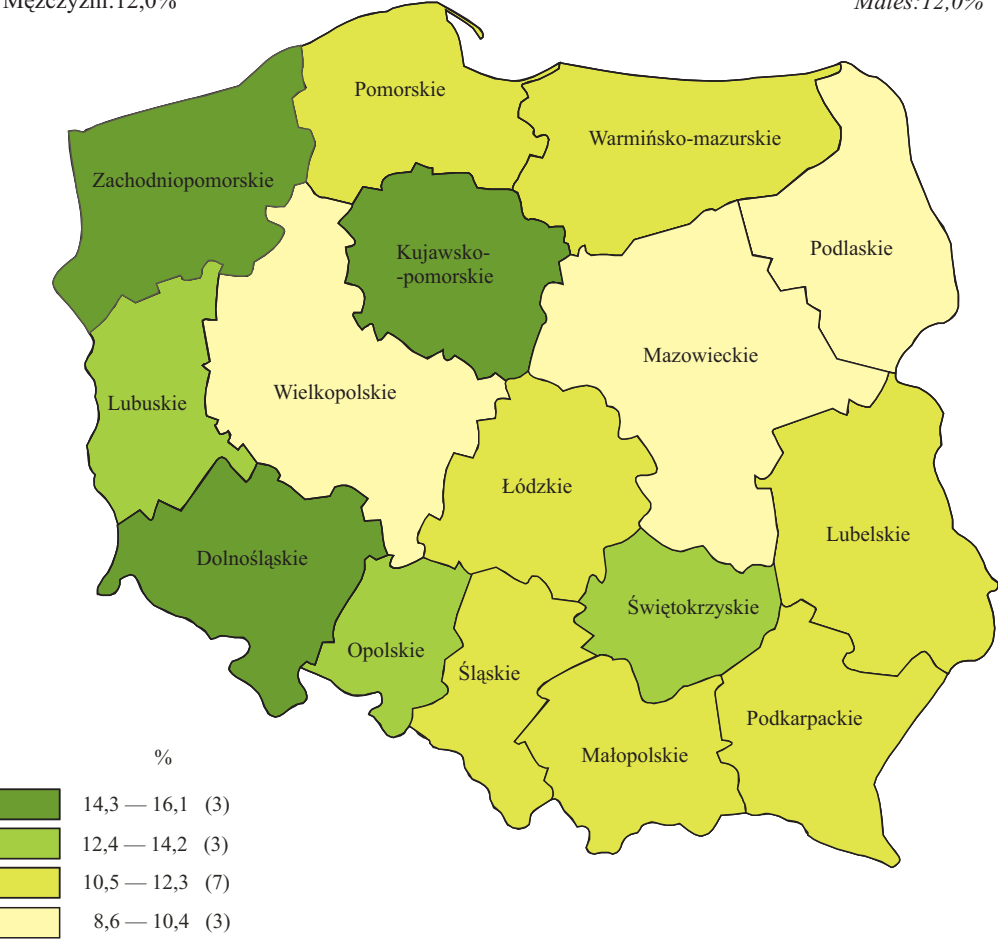 Mężczyźni:12,0%
Males:12,0%
Pomorskie
Warmińsko-mazurskie
Zachodniopomorskie
Kujawsko-
-pomorskie
Podlaskie
Mazowieckie
Wielkopolskie
Lubuskie
Łódzkie
Lubelskie
Dolnośląskie
Świętokrzyskie
Opolskie
Śląskie
Podkarpackie
Małopolskie
%
14,3 — 16,1 (3)
12,4 — 14,2 (3)
10,5 — 12,3 (7)
8,6 — 10,4 (3)